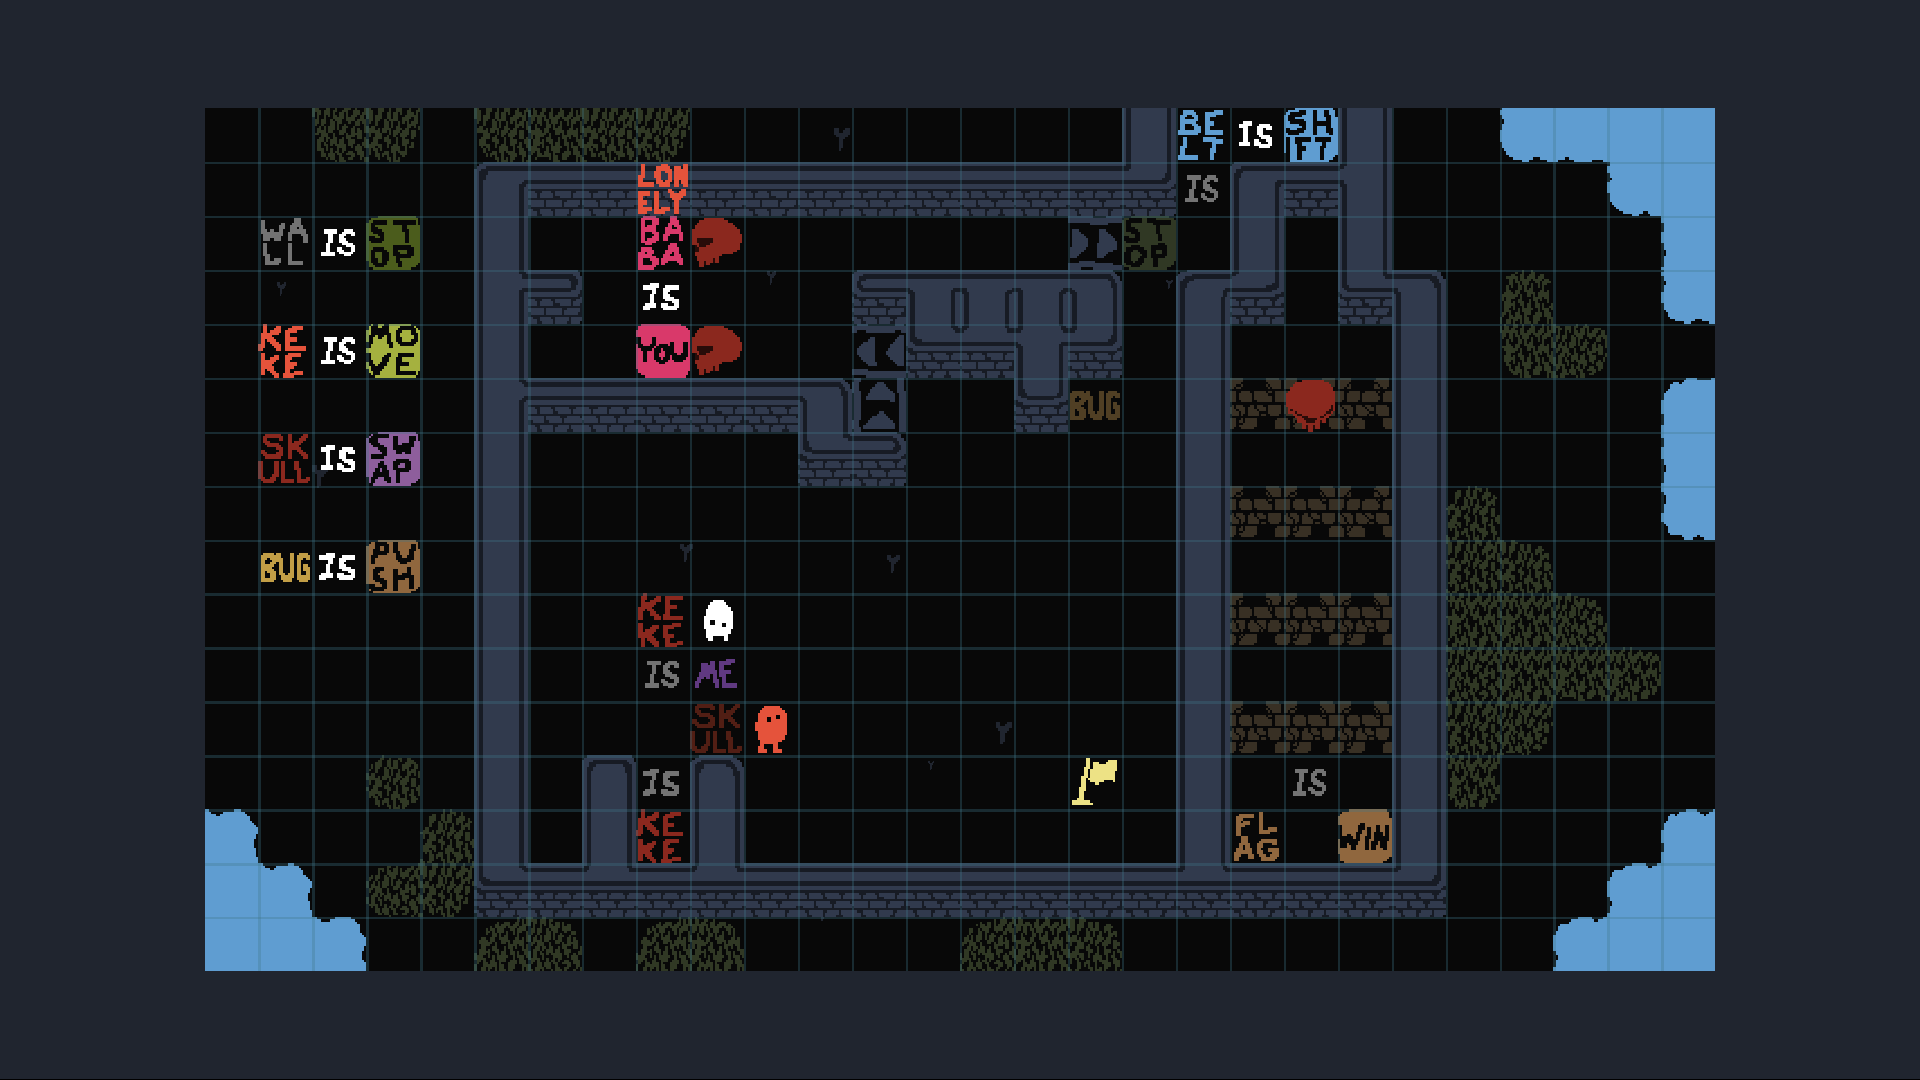 BELT IS SHFT
LONELY IS
WALL IS STOP BABA STOP
IS
KEKE IS MOVE YOU
BUG
SKULL IS SWAP
BUG IS PUSH
KEKE
IS ME
SKULL
IS IS
KEKE FLAG WIN